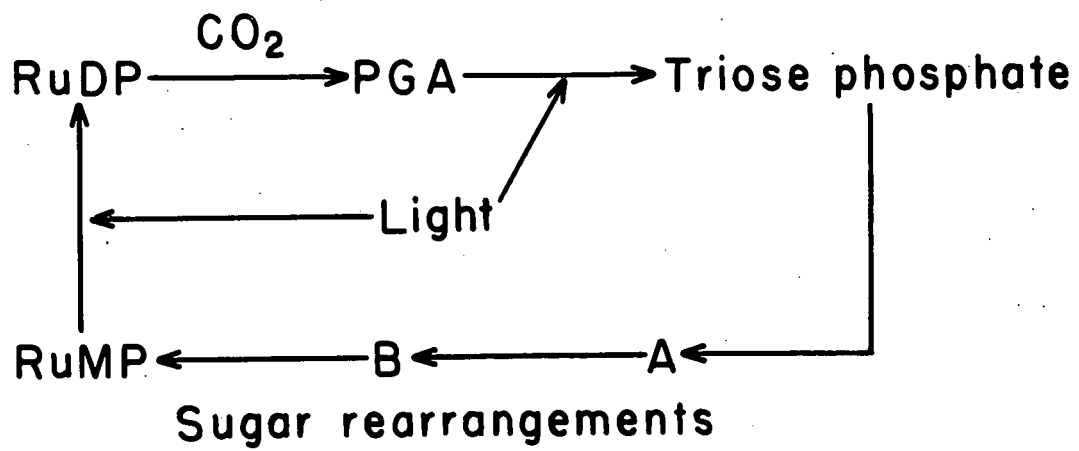 CO₂
RuDP PGA Triose phosphate
Light
RuMP B A
Sugar rearrangements